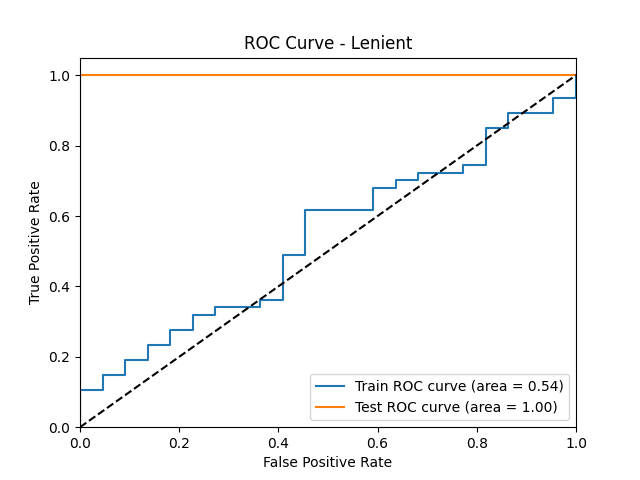 ROC Curve - Lenient
True Positive Rate
1.0
0.8
0.6
0.4
0.2
0.0
Train ROC curve (area = 0.54)
Test ROC curve (area = 1.00)
0.0 0.2 0.4 0.6 0.8 1.0
False Positive Rate